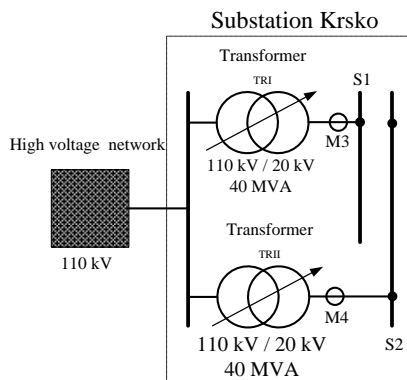 Substation Krsko
Transformer
TRI
S1
High voltage network
M3
110 kV / 20 kV
40 MVA
Transformer
TRII
110 kV
M4
110 kV / 20 kV
S2
40 MVA